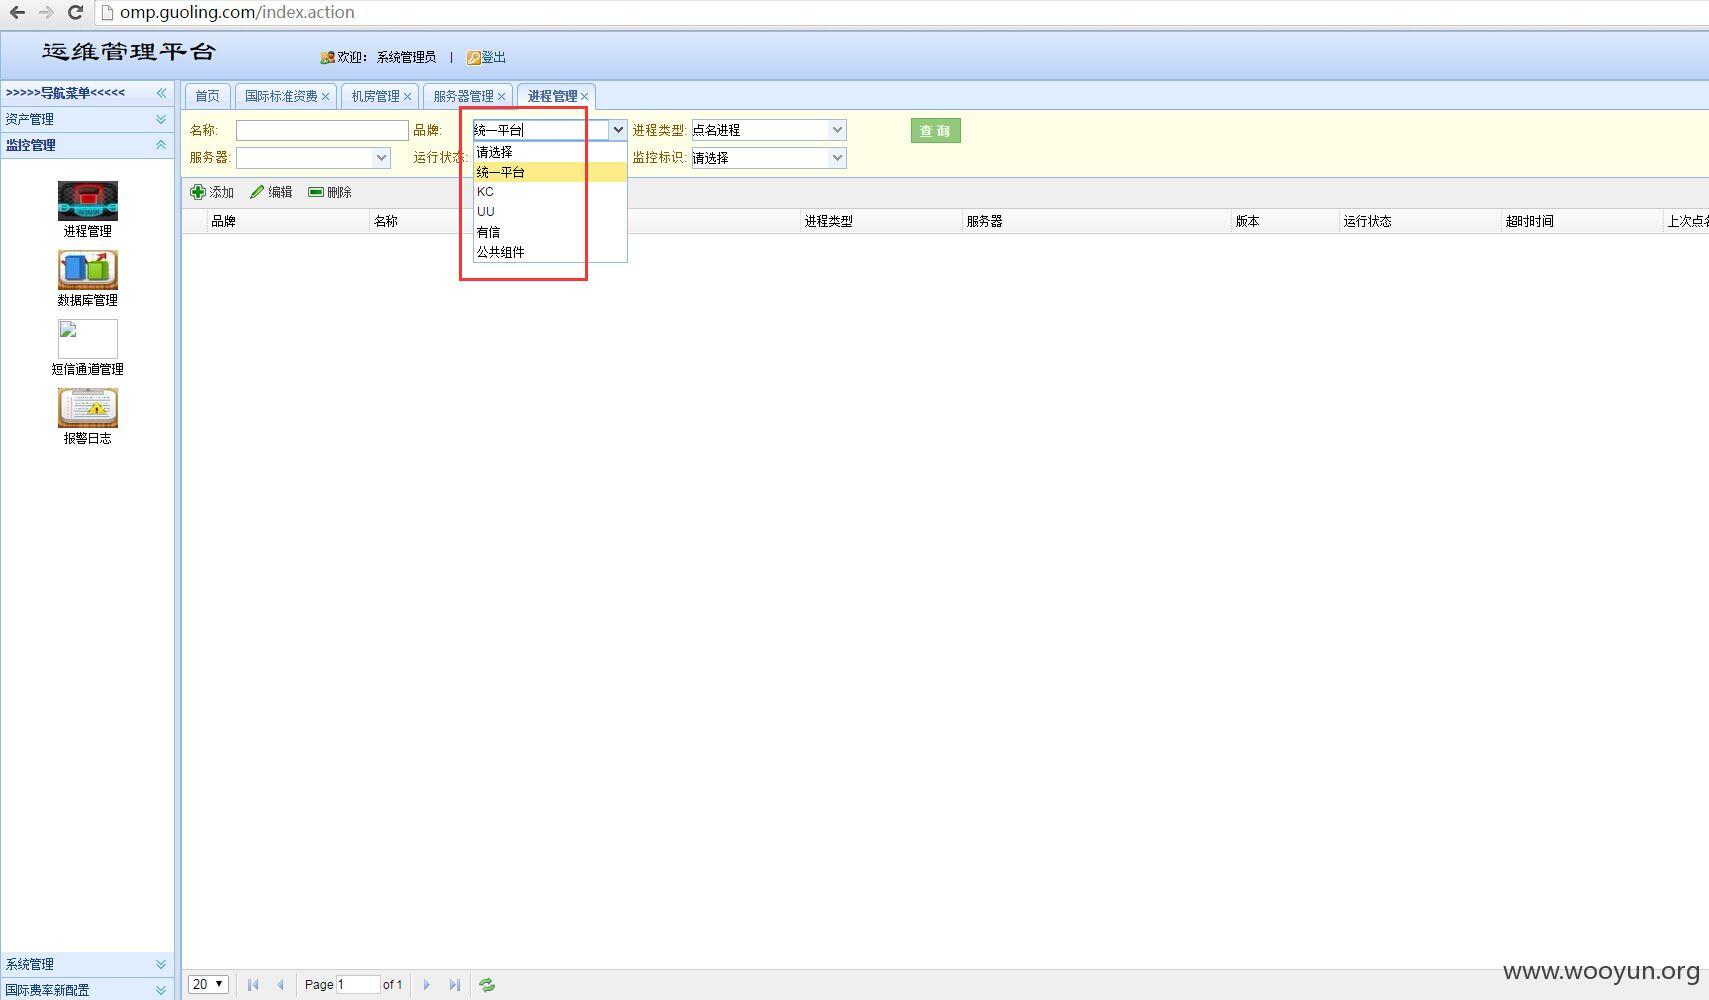 omp.guoling.com/index.action
运维管理平台
欢迎: 系统管理员 | 登出
>>>>>导航菜单<<<<<
首页 国际标准资费 机房管理 服务器管理 进程管理
资产管理
监控管理
名称: 品牌: 统一平台 进程类型: 点名进程 查询
服务器: 运行状态: 监控标识: 请选择
请选择
统一平台
KC
UU
有信
公共组件
添加 编辑 删除
品牌 名称 进程类型 服务器 版本 运行状态 超时时间 上次点名
进程管理
数据库管理
短信通道管理
报警日志
系统管理
国际费率新配置
20 Page 1 of 1
www.wooyun.org